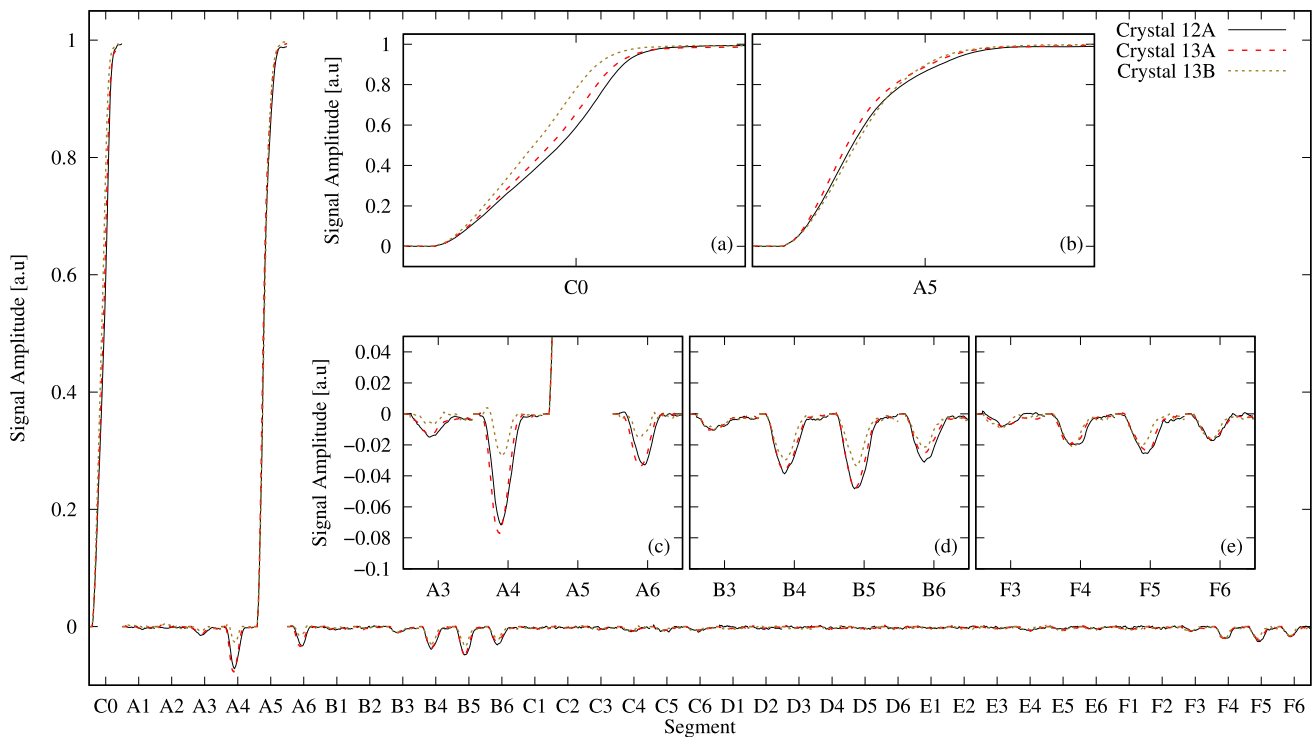 Crystal 12A
Crystal 13A
Crystal 13B
Signal Amplitude [a.u]
1
0.8
0.6
0.4
0.2
0
Signal Amplitude [a.u]
1
0.8
0.6
0.4
0.2
0
(a)
(b)
C0
A5
Signal Amplitude [a.u]
0.04
0.02
0
−0.02
−0.04
−0.06
−0.08
−0.1
(c)
(d)
(e)
A3 A4 A5 A6 B3 B4 B5 B6 F3 F4 F5 F6
C0 A1 A2 A3 A4 A5 A6 B1 B2 B3 B4 B5 B6 C1 C2 C3 C4 C5 C6 D1 D2 D3 D4 D5 D6 E1 E2 E3 E4 E5 E6 F1 F2 F3 F4 F5 F6
Segment